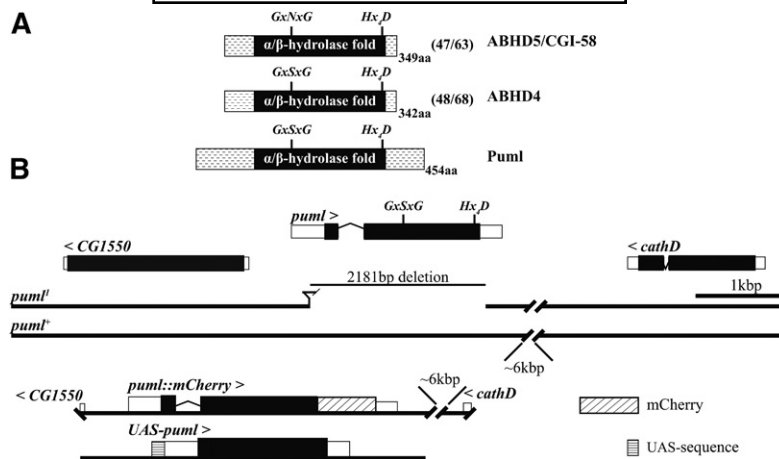 A
GxNxG Hx₄D
α/β-hydrolase fold
349aa
(47/63)
ABHD5/CGI-58
GxSxG Hx₄D
α/β-hydrolase fold
342aa
(48/68)
ABHD4
GxSxG Hx₄D
α/β-hydrolase fold
454aa
Puml
B
GxSxG Hx₄D
puml >
< CG1550
< cathD
2181bp deletion
1kbp
puml¹
puml⁺
~6kbp
~6kbp
< CG1550
puml::mCherry >
< cathD
mCherry
UAS-puml >
UAS-sequence